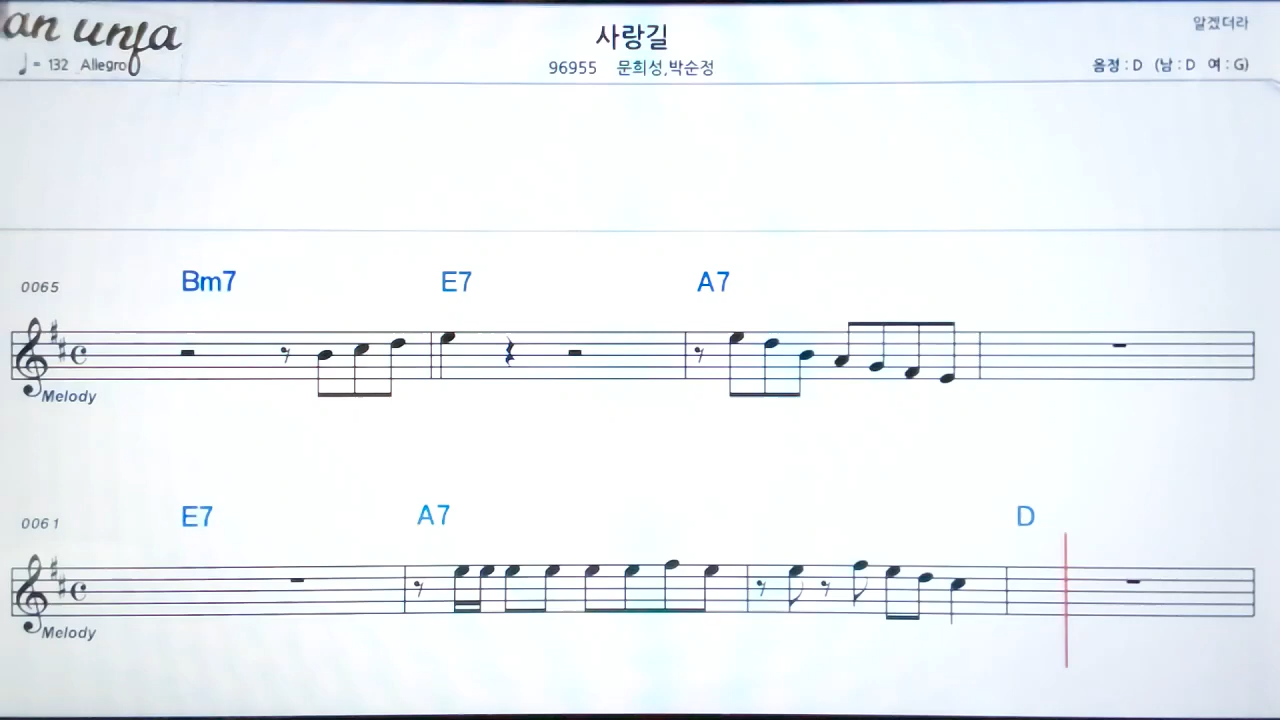 an unfa
사랑길
알겠더라
♩= 132 Allegro
96955 문희성,박순정
음정 : D (남 : D 여 : G)
0065 Bm7 E7 A7
Melody
0061 E7 A7 D
Melody